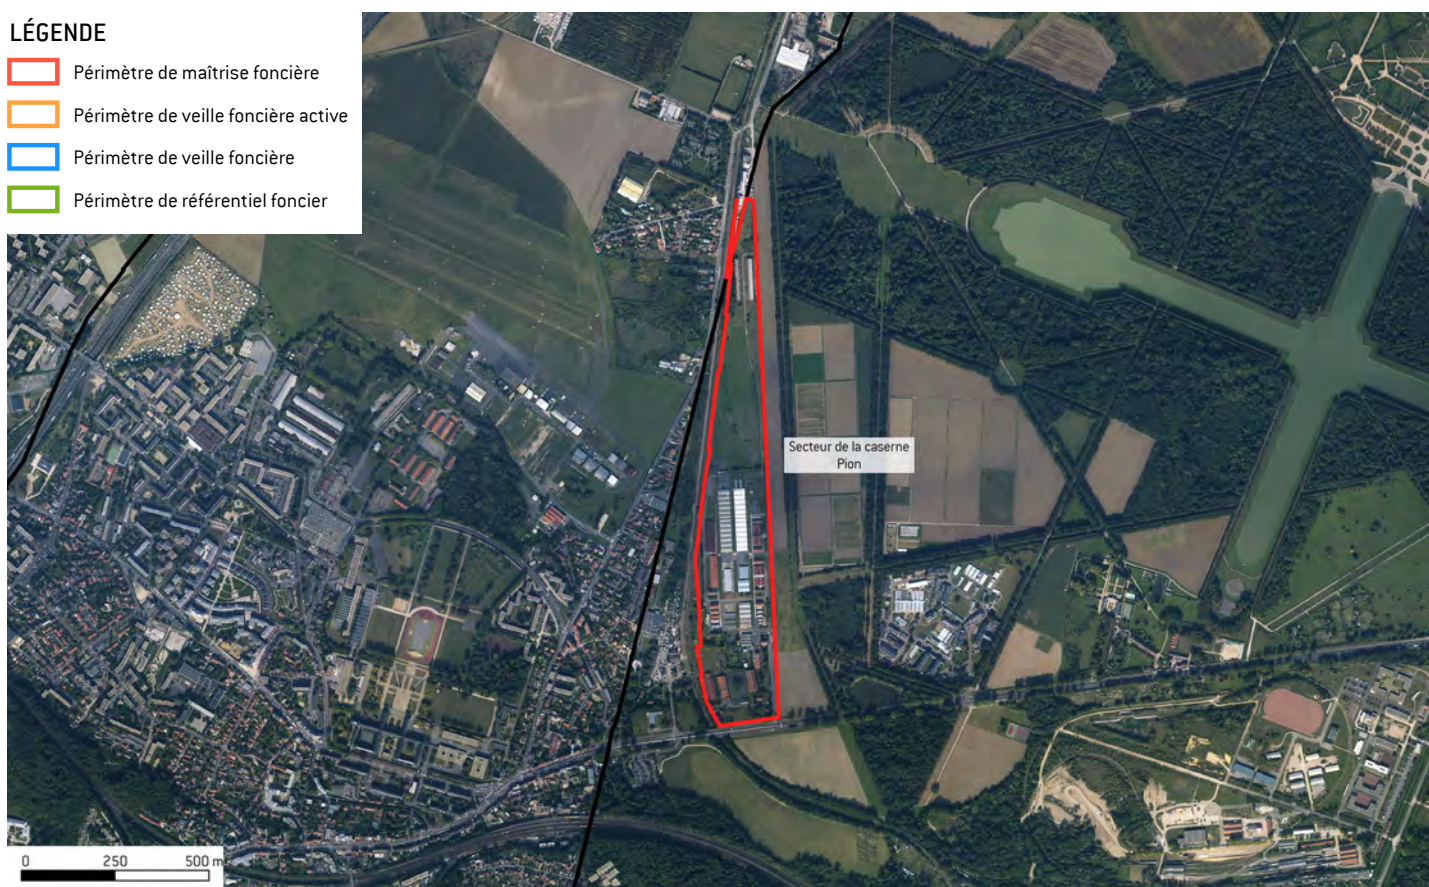 LÉGENDE
Périmètre de maîtrise foncière
Périmètre de veille foncière active
Périmètre de veille foncière
Périmètre de référentiel foncier
Secteur de la caserne
Pion
0 250 500 m